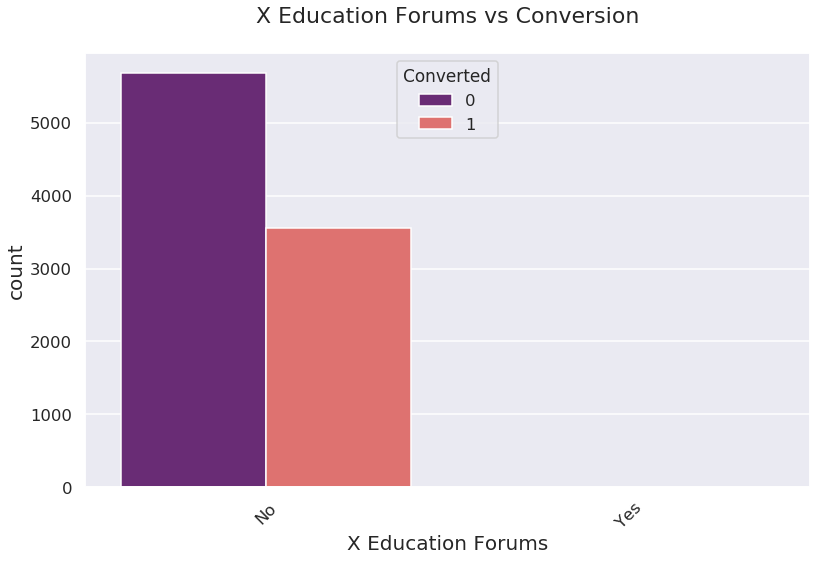 X Education Forums vs Conversion
Converted
0
1
5000
4000
3000
2000
1000
0
count
No
Yes
X Education Forums